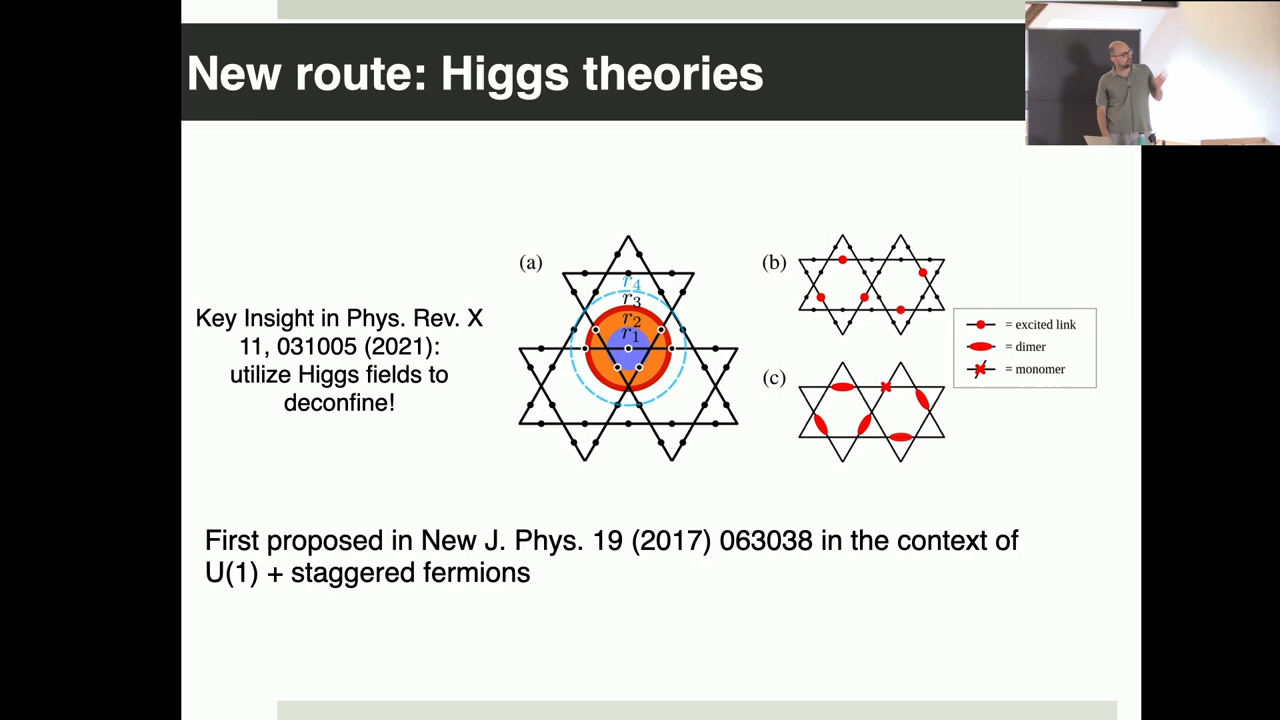 New route: Higgs theories
Key Insight in Phys. Rev. X
11, 031005 (2021):
utilize Higgs fields to
deconfine!
(a)
r4
r3
r2
r1
(b)
(c)
= excited link
= dimer
= monomer
First proposed in New J. Phys. 19 (2017) 063038 in the context of
U(1) + staggered fermions